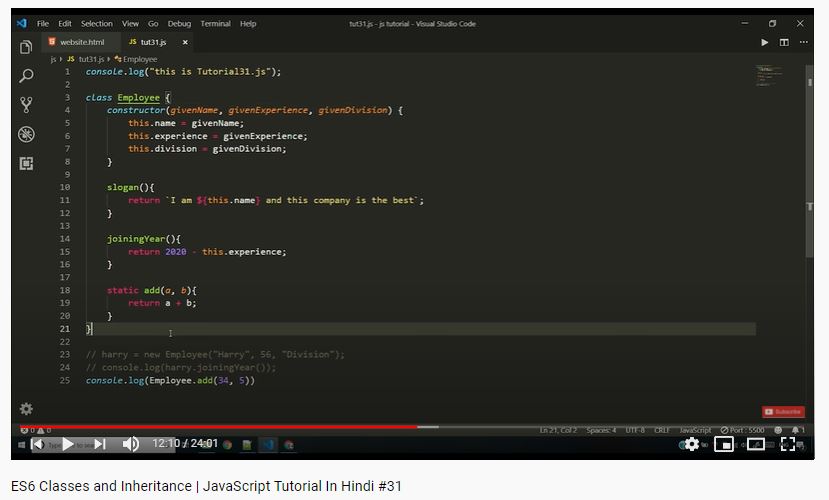 File Edit Selection View Go Debug Terminal Help tut31.js - js tutorial - Visual Studio Code
website.html JS tut31.js ×
js › JS tut31.js › Employee
1 console.log("this is Tutorial31.js");
2
3 class Employee {
4 constructor(givenName, givenExperience, givenDivision) {
5 this.name = givenName;
6 this.experience = givenExperience;
7 this.division = givenDivision;
8 }
9
10 slogan(){
11 return `I am ${this.name} and this company is the best`;
12 }
13
14 joiningYear(){
15 return 2020 - this.experience;
16 }
17
18 static add(a, b){
19 return a + b;
20 }
21 }
22
23 // harry = new Employee("Harry", 56, "Division");
24 // console.log(harry.joiningYear());
25 console.log(Employee.add(34, 5))
Subscribe
0 0 Ln 21, Col 2 Spaces: 4 UTF-8 CRLF JavaScript Port : 5500 1
Type 12:10 / 24:01
ES6 Classes and Inheritance | JavaScript Tutorial In Hindi #31